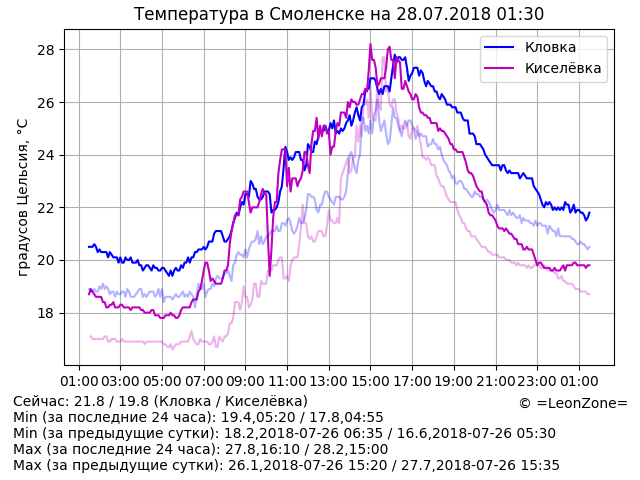 Температура в Смоленске на 28.07.2018 01:30
Кловка
Киселёвка
градусов Цельсия, °C
28
26
24
22
20
18
01:00 03:00 05:00 07:00 09:00 11:00 13:00 15:00 17:00 19:00 21:00 23:00 01:00
Сейчас: 21.8 / 19.8 (Кловка / Киселёвка)
© =LeonZone=
Min (за последние 24 часа): 19.4,05:20 / 17.8,04:55
Min (за предыдущие сутки): 18.2,2018-07-26 06:35 / 16.6,2018-07-26 05:30
Max (за последние 24 часа): 27.8,16:10 / 28.2,15:00
Max (за предыдущие сутки): 26.1,2018-07-26 15:20 / 27.7,2018-07-26 15:35